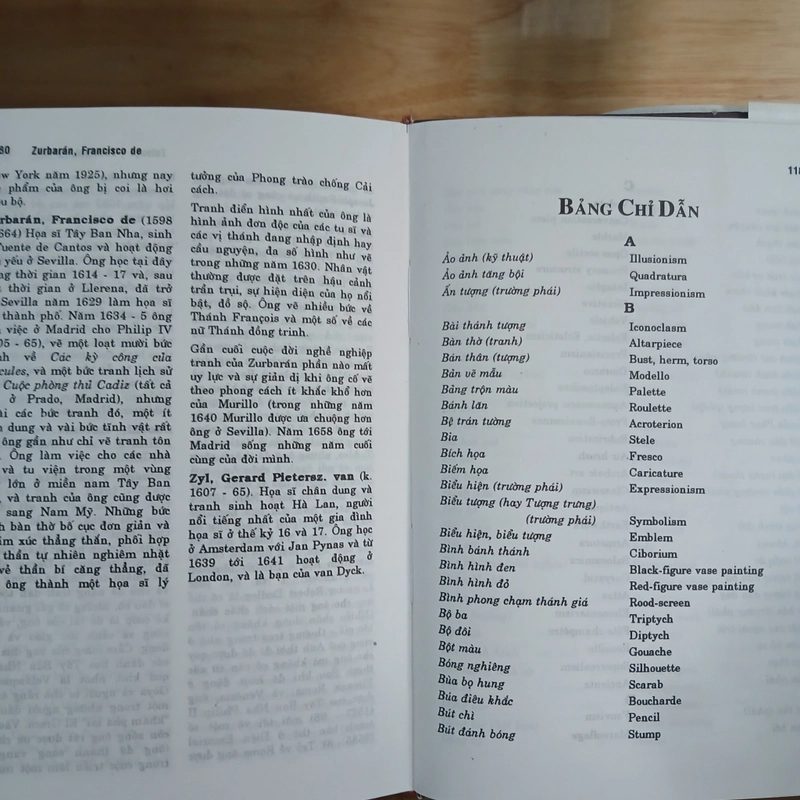 80 Zurbarán, Francisco de
New York năm 1925), nhưng nay
phẩm của ông bị coi là hơi
bộ.
Zurbarán, Francisco de (1598
1664) Họa sĩ Tây Ban Nha, sinh
Fuente de Cantos và hoạt động
yếu ở Sevilla. Ông học tại đây
thời gian 1614 - 17 và, sau
thời gian ở Llerena, đã trở
Sevilla năm 1629 làm họa sĩ
thành phố. Năm 1634 - 5 ông
việc ở Madrid cho Philip IV
- 65), vẽ một loạt mười bức
về Các kỳ công của
và một bức tranh lịch sử
Cuộc phòng thủ Cadiz (tất cả
ở Prado, Madrid), nhưng
các bức tranh đó, một ít
dung và vài bức tĩnh vật rất
ông gần như chỉ vẽ tranh tôn
Ông làm việc cho các nhà
và tu viện trong một vùng
lớn ở miền nam Tây Ban
và tranh của ông cũng được
sang Nam Mỹ. Những bức
bàn thờ bố cục đơn giản và
xúc thẳng thắn, phối hợp
thần tự nhiên nghiêm nhặt
vẻ thần bí căng thẳng, đã
ông thành một họa sĩ lý
tưởng của Phong trào chống Cải
cách.
Tranh điển hình nhất của ông là
hình ảnh đơn độc của các tu sĩ và
các vị thánh đang nhập định hay
cầu nguyện, đa số hình như vẽ
trong những năm 1630. Nhân vật
thường được đặt trên hậu cảnh
trần trụi, sự hiện diện của họ nổi
bật, đồ sộ. Ông vẽ nhiều bức về
Thánh François và một số về các
nữ Thánh đồng trinh.
Gần cuối cuộc đời nghề nghiệp
tranh của Zurbarán phần nào mất
uy lực và sự giản dị khi ông cố vẽ
theo phong cách ít khắc khổ hơn
của Murillo (trong những năm
1640 Murillo được ưa chuộng hơn
ông ở Sevilla). Năm 1658 ông tới
Madrid sống những năm cuối
cùng của đời mình.
Zyl, Gerard Pietersz. van (k.
1607 - 65). Họa sĩ chân dung và
tranh sinh hoạt Hà Lan, người
nổi tiếng nhất của một gia đình
họa sĩ ở thế kỷ 16 và 17. Ông học
ở Amsterdam với Jan Pynas và từ
1639 tới 1641 hoạt động ở
London, và là bạn của van Dyck.
118
BẢNG CHỈ DẪN
A
Ảo ảnh (kỹ thuật) Illusionism
Ảo ảnh tăng bội Quadratura
Ấn tượng (trường phái) Impressionism
B
Bài thánh tượng Iconoclasm
Bàn thờ (tranh) Altarpiece
Bán thân (tượng) Bust, herm, torso
Bản vẽ mẫu Modello
Bảng trộn màu Palette
Bánh lăn Roulette
Bệ trán tường Acroterion
Bia Stele
Bích họa Fresco
Biếm họa Caricature
Biểu hiện (trường phái) Expressionism
Biểu tượng (hay Tượng trưng)
(trường phái) Symbolism
Biểu hiện, biểu tượng Emblem
Bình bánh thánh Ciborium
Bình hình đen Black-figure vase painting
Bình hình đỏ Red-figure vase painting
Bình phong chạm thánh giá Rood-screen
Bộ ba Triptych
Bộ đôi Diptych
Bột màu Gouache
Bóng nghiêng Silhouette
Bùa bọ hung Scarab
Búa điêu khắc Boucharde
Bút chì Pencil
Bút đánh bóng Stump